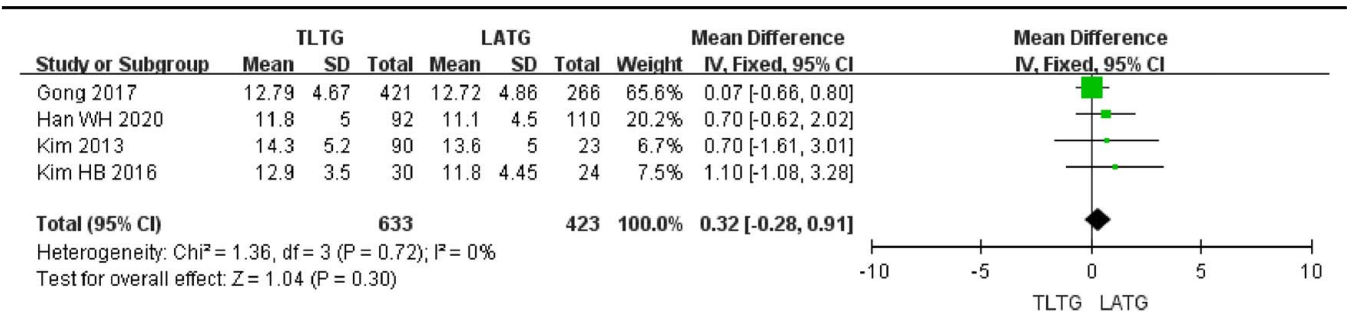 TLTG LATG Mean Difference Mean Difference
Study or Subgroup Mean SD Total Mean SD Total Weight IV, Fixed, 95% CI IV, Fixed, 95% CI
Gong 2017 12.79 4.67 421 12.72 4.86 266 65.6% 0.07 [-0.66, 0.80]
Han WH 2020 11.8 5 92 11.1 4.5 110 20.2% 0.70 [-0.62, 2.02]
Kim 2013 14.3 5.2 90 13.6 5 23 6.7% 0.70 [-1.61, 3.01]
Kim HB 2016 12.9 3.5 30 11.8 4.45 24 7.5% 1.10 [-1.08, 3.28]
Total (95% CI) 633 423 100.0% 0.32 [-0.28, 0.91]
Heterogeneity: Chi² = 1.36, df = 3 (P = 0.72); I² = 0%
Test for overall effect: Z = 1.04 (P = 0.30)
-10 -5 0 5 10
TLTG LATG